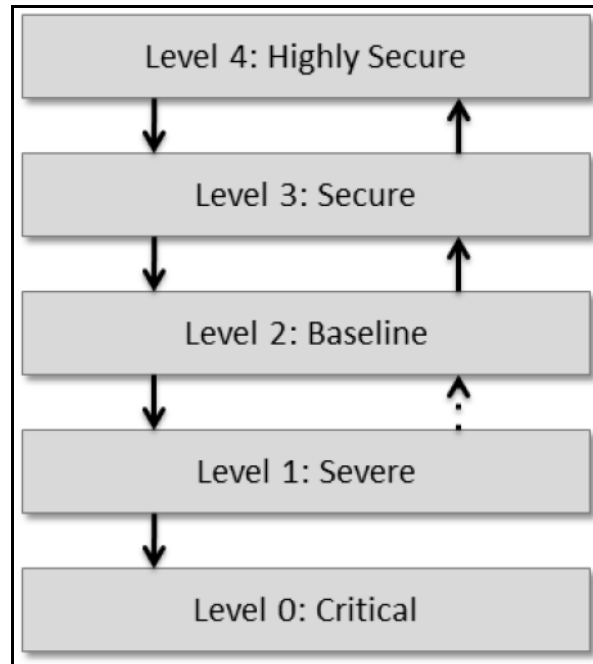 Level 4: Highly Secure
Level 3: Secure
Level 2: Baseline
Level 1: Severe
Level 0: Critical